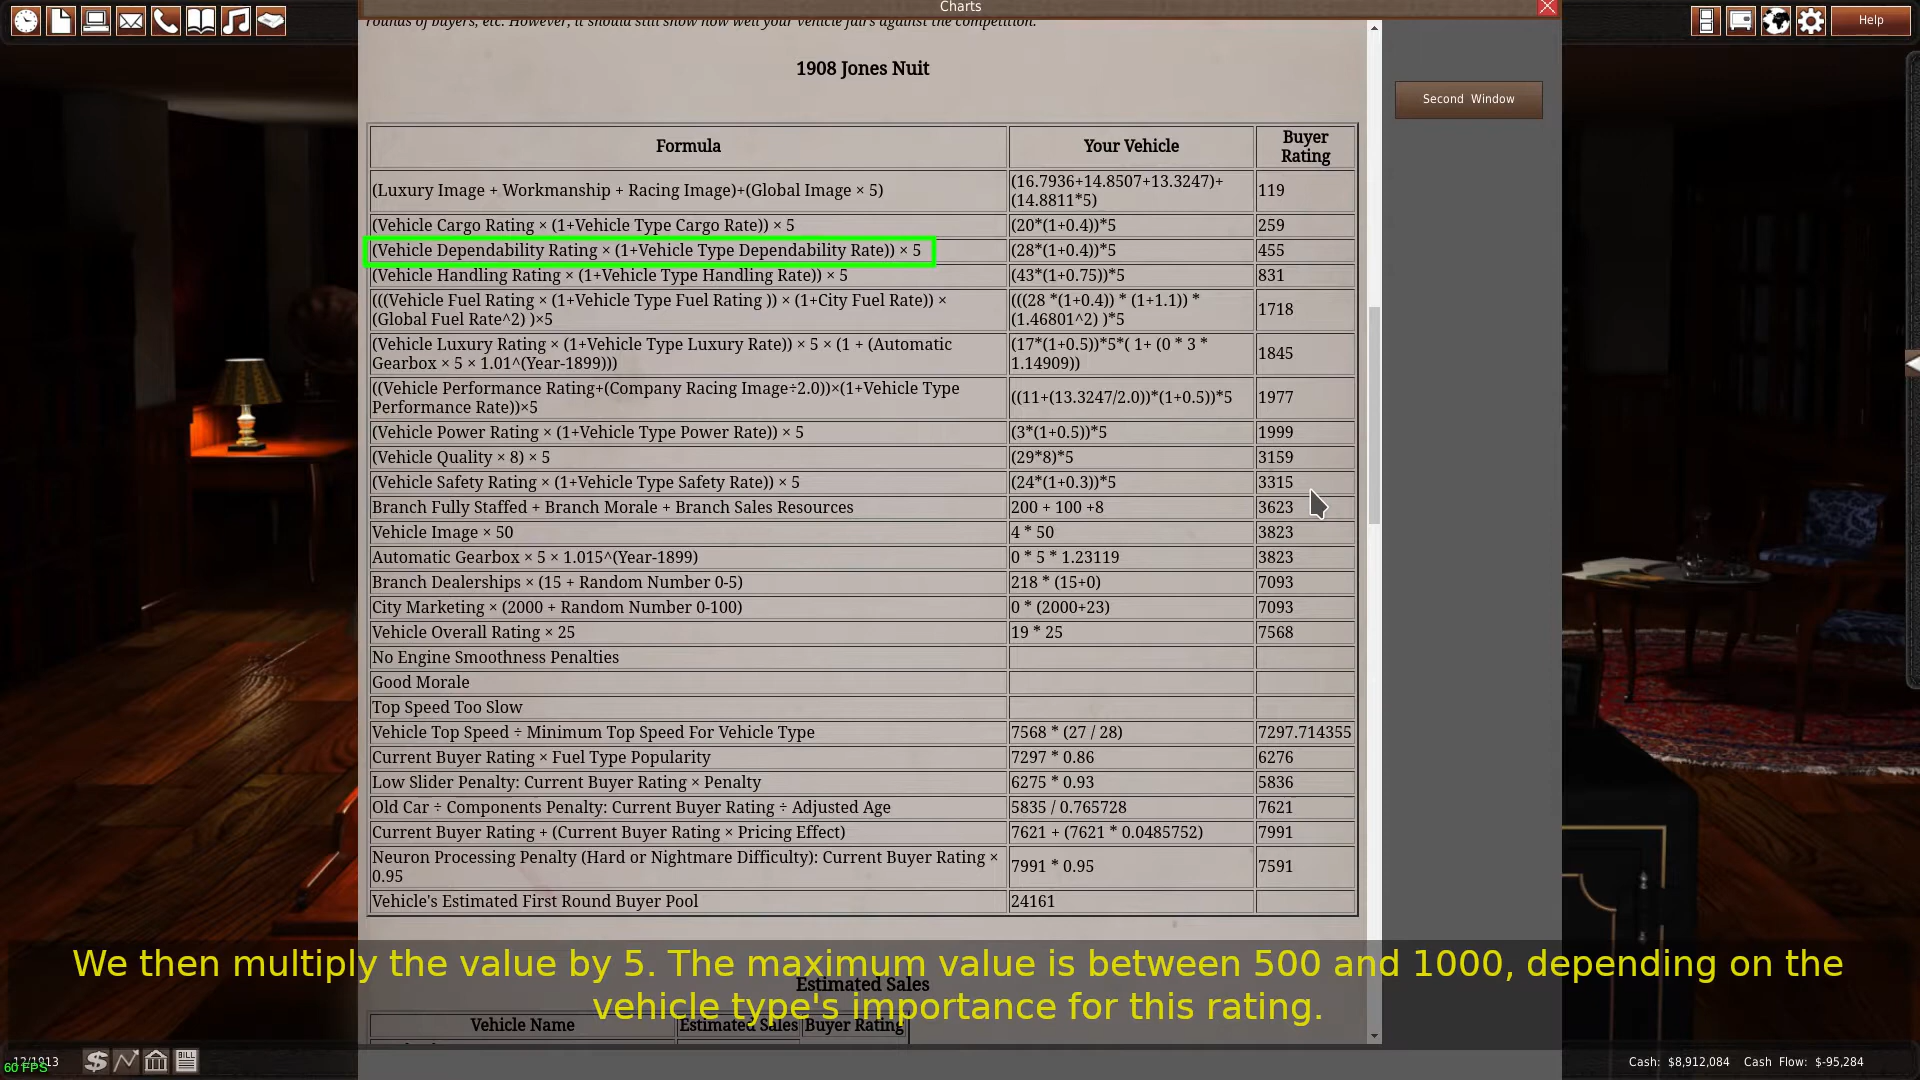 Charts
Help
rounds of buyers, etc. However, it should still show how well your vehicle fairs against the competition.
Second Window
1908 Jones Nuit
Formula Your Vehicle Buyer Rating
(Luxury Image + Workmanship + Racing Image)+(Global Image × 5) (16.7936+14.8507+13.3247)+ (14.8811*5) 119
(Vehicle Cargo Rating × (1+Vehicle Type Cargo Rate)) × 5 (20*(1+0.4))*5 259
(Vehicle Dependability Rating × (1+Vehicle Type Dependability Rate)) × 5 (28*(1+0.4))*5 455
(Vehicle Handling Rating × (1+Vehicle Type Handling Rate)) × 5 (43*(1+0.75))*5 831
(((Vehicle Fuel Rating × (1+Vehicle Type Fuel Rating )) × (1+City Fuel Rate)) × (Global Fuel Rate^2) )×5 (((28 *(1+0.4)) * (1+1.1)) * (1.46801^2) )*5 1718
(Vehicle Luxury Rating × (1+Vehicle Type Luxury Rate)) × 5 × (1 + (Automatic Gearbox × 5 × 1.01^(Year-1899))) (17*(1+0.5))*5*( 1+ (0 * 3 * 1.14909)) 1845
((Vehicle Performance Rating+(Company Racing Image÷2.0))×(1+Vehicle Type Performance Rate))×5 ((11+(13.3247/2.0))*(1+0.5))*5 1977
(Vehicle Power Rating × (1+Vehicle Type Power Rate)) × 5 (3*(1+0.5))*5 1999
(Vehicle Quality × 8) × 5 (29*8)*5 3159
(Vehicle Safety Rating × (1+Vehicle Type Safety Rate)) × 5 (24*(1+0.3))*5 3315
Branch Fully Staffed + Branch Morale + Branch Sales Resources 200 + 100 +8 3623
Vehicle Image × 50 4 * 50 3823
Automatic Gearbox × 5 × 1.015^(Year-1899) 0 * 5 * 1.23119 3823
Branch Dealerships × (15 + Random Number 0-5) 218 * (15+0) 7093
City Marketing × (2000 + Random Number 0-100) 0 * (2000+23) 7093
Vehicle Overall Rating × 25 19 * 25 7568
No Engine Smoothness Penalties
Good Morale
Top Speed Too Slow
Vehicle Top Speed ÷ Minimum Top Speed For Vehicle Type 7568 * (27 / 28) 7297.714355
Current Buyer Rating × Fuel Type Popularity 7297 * 0.86 6276
Low Slider Penalty: Current Buyer Rating × Penalty 6275 * 0.93 5836
Old Car ÷ Components Penalty: Current Buyer Rating ÷ Adjusted Age 5835 / 0.765728 7621
Current Buyer Rating + (Current Buyer Rating × Pricing Effect) 7621 + (7621 * 0.0485752) 7991
Neuron Processing Penalty (Hard or Nightmare Difficulty): Current Buyer Rating × 0.95 7991 * 0.95 7591
Vehicle's Estimated First Round Buyer Pool 24161
We then multiply the value by 5. The maximum value is between 500 and 1000, depending on the
vehicle type's importance for this rating.
Estimated Sales
Vehicle Name Estimated Sales Buyer Rating
12/1913
60 FPS
BILL
Cash: $8,912,084 Cash Flow: $-95,284